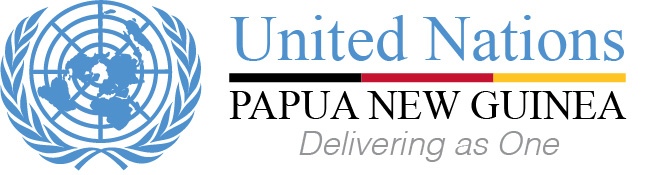 United Nations
PAPUA NEW GUINEA
Delivering as One